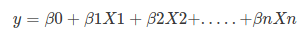 y = β0 + β1X1 + β2X2+.....+βnXn